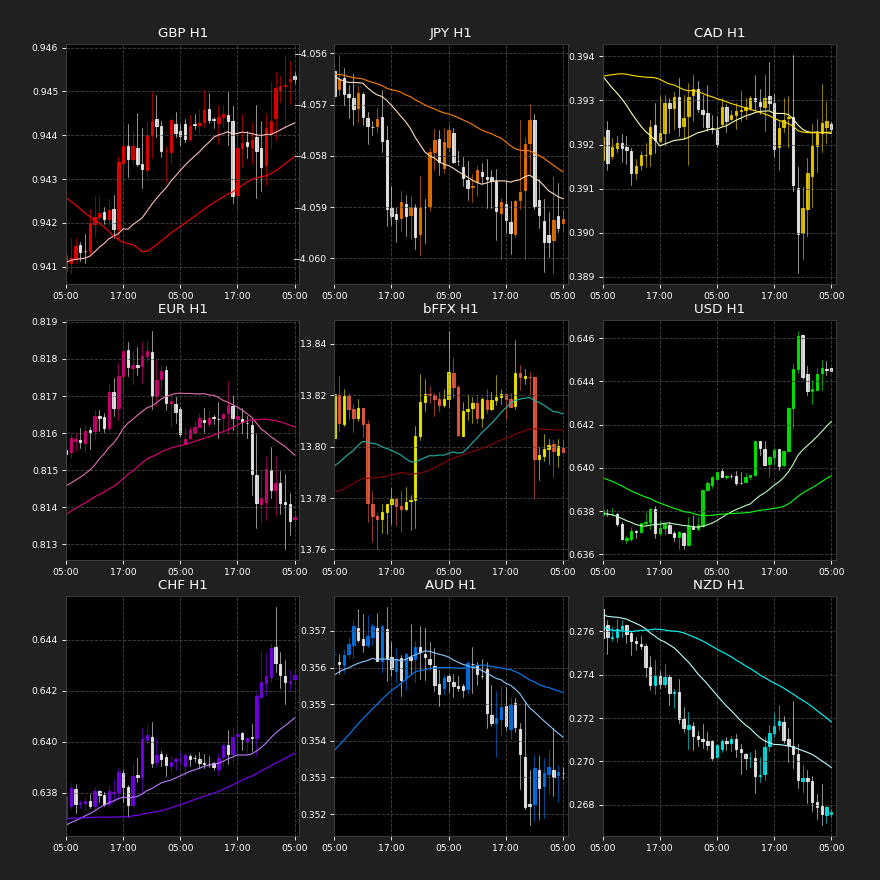 GBP H1
0.946
0.945
0.944
0.943
0.942
0.941
05:00 17:00 05:00 17:00 05:00
JPY H1
−4.056
−4.057
−4.058
−4.059
−4.060
05:00 17:00 05:00 17:00 05:00
CAD H1
0.394
0.393
0.392
0.391
0.390
0.389
05:00 17:00 05:00 17:00 05:00
EUR H1
0.819
0.818
0.817
0.816
0.815
0.814
0.813
05:00 17:00 05:00 17:00 05:00
bFFX H1
13.84
13.82
13.80
13.78
13.76
05:00 17:00 05:00 17:00 05:00
USD H1
0.646
0.644
0.642
0.640
0.638
0.636
05:00 17:00 05:00 17:00 05:00
CHF H1
0.644
0.642
0.640
0.638
05:00 17:00 05:00 17:00 05:00
AUD H1
0.357
0.356
0.355
0.354
0.353
0.352
05:00 17:00 05:00 17:00 05:00
NZD H1
0.276
0.274
0.272
0.270
0.268
05:00 17:00 05:00 17:00 05:00